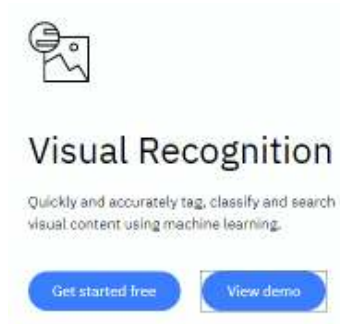 Visual Recognition
Quickly and accurately tag, classify and search
visual content using machine learning.
Get started free
View demo